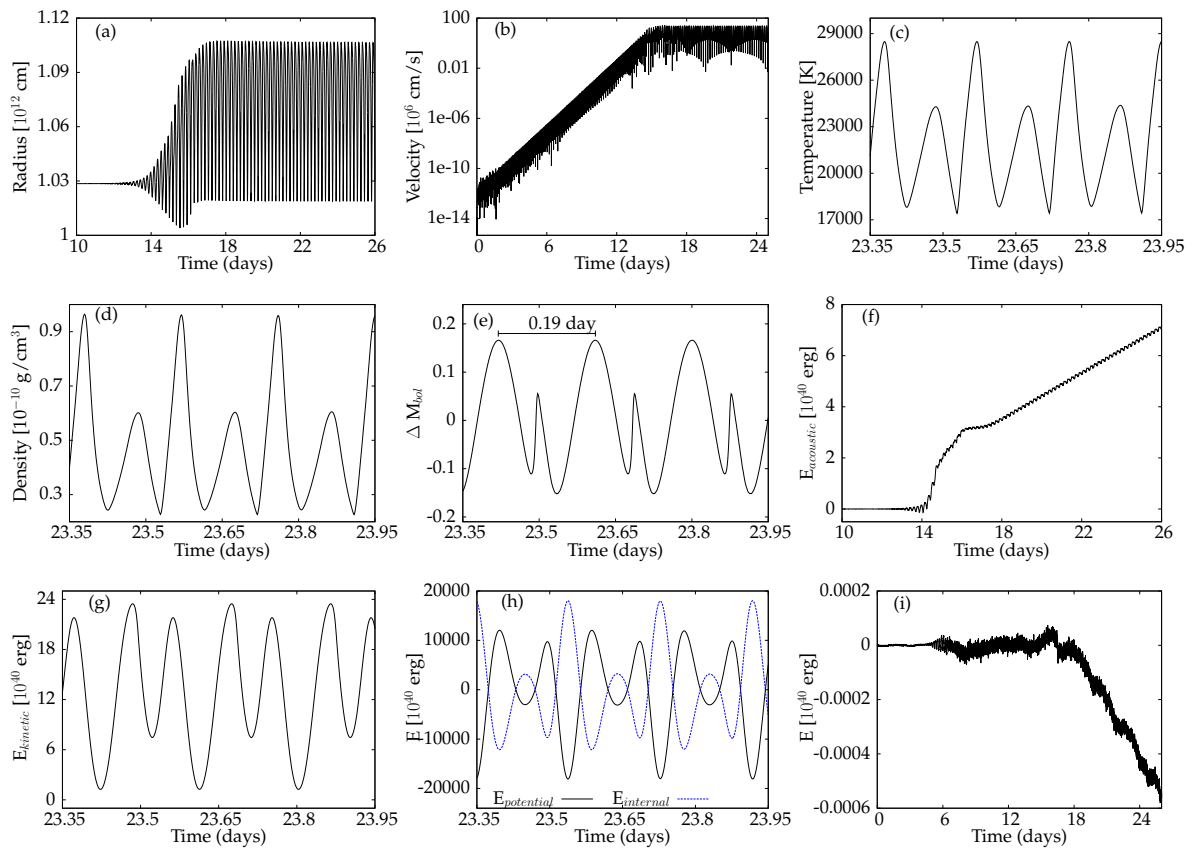 (a)
Radius [10^12 cm]
1.12
1.09
1.06
1.03
1
10 14 18 22 26
Time (days)
(b)
Velocity [10^6 cm/s]
100
0.01
1e-06
1e-10
1e-14
0 6 12 18 24
Time (days)
(c)
Temperature [K]
29000
26000
23000
20000
17000
23.35 23.5 23.65 23.8 23.95
Time (days)
(d)
Density [10^−10 g/cm^3]
0.9
0.7
0.5
0.3
23.35 23.5 23.65 23.8 23.95
Time (days)
(e)
0.19 day
Δ M_bol
0.2
0.1
0
-0.1
-0.2
23.35 23.5 23.65 23.8 23.95
Time (days)
(f)
E_acoustic [10^40 erg]
8
6
4
2
0
10 14 18 22 26
Time (days)
(g)
E_kinetic [10^40 erg]
24
18
12
6
0
23.35 23.5 23.65 23.8 23.95
Time (days)
(h)
E [10^40 erg]
20000
10000
0
-10000
-20000
E_potential E_internal
23.35 23.5 23.65 23.8 23.95
Time (days)
(i)
E [10^40 erg]
0.0002
0
-0.0002
-0.0004
-0.0006
0 6 12 18 24
Time (days)